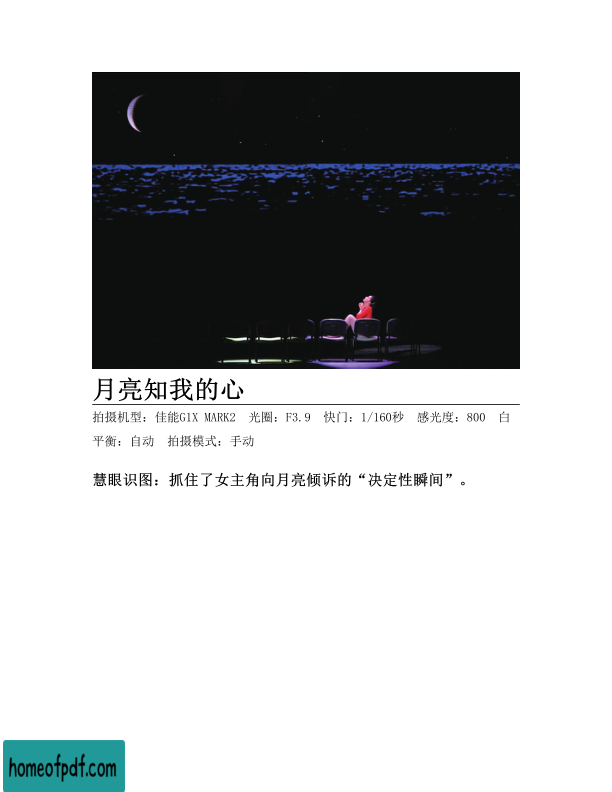 月亮知我的心
拍摄机型：佳能G1X MARK2　光圈：F3.9　快门：1/160秒　感光度：800　白
平衡：自动　拍摄模式：手动
慧眼识图：抓住了女主角向月亮倾诉的“决定性瞬间”。
homeofpdf.com